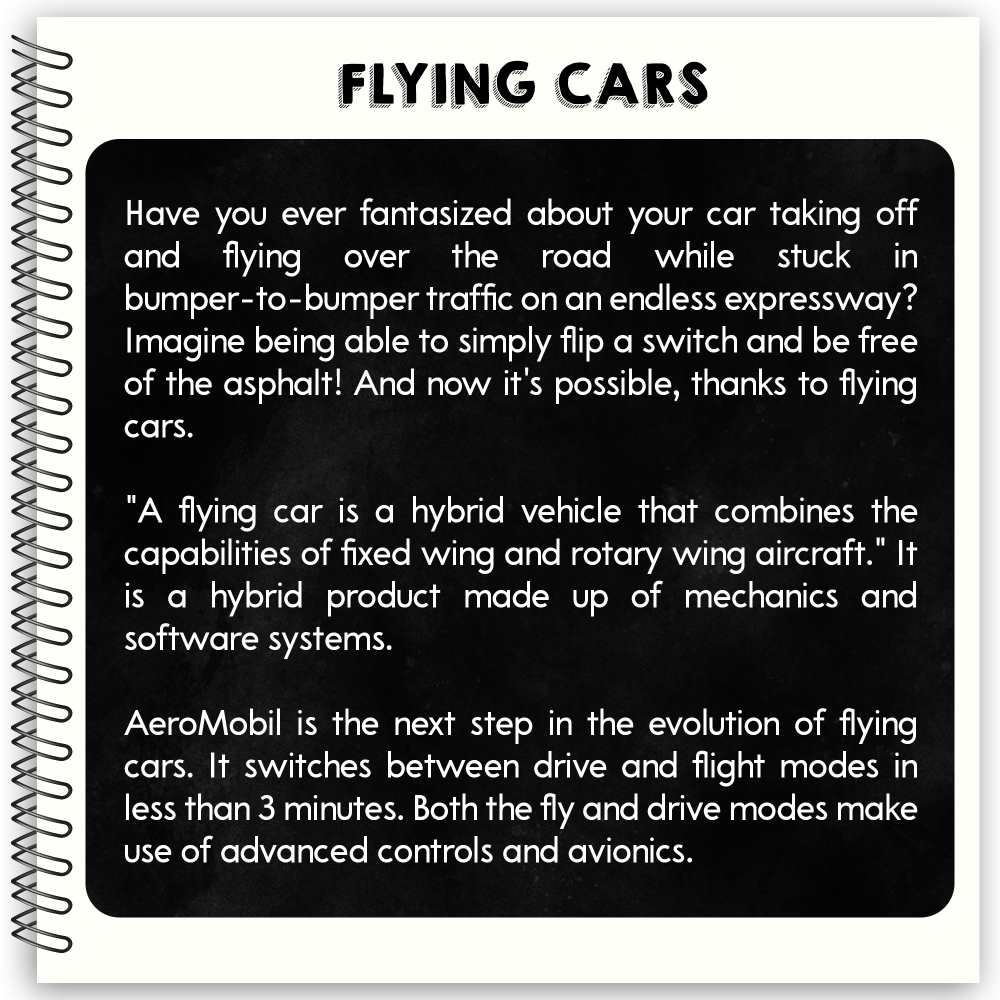 FLYING CARS
Have you ever fantasized about your car taking off
and flying over the road while stuck in
bumper-to-bumper traffic on an endless expressway?
Imagine being able to simply flip a switch and be free
of the asphalt! And now it's possible, thanks to flying
cars.
"A flying car is a hybrid vehicle that combines the
capabilities of fixed wing and rotary wing aircraft." It
is a hybrid product made up of mechanics and
software systems.
AeroMobil is the next step in the evolution of flying
cars. It switches between drive and flight modes in
less than 3 minutes. Both the fly and drive modes make
use of advanced controls and avionics.